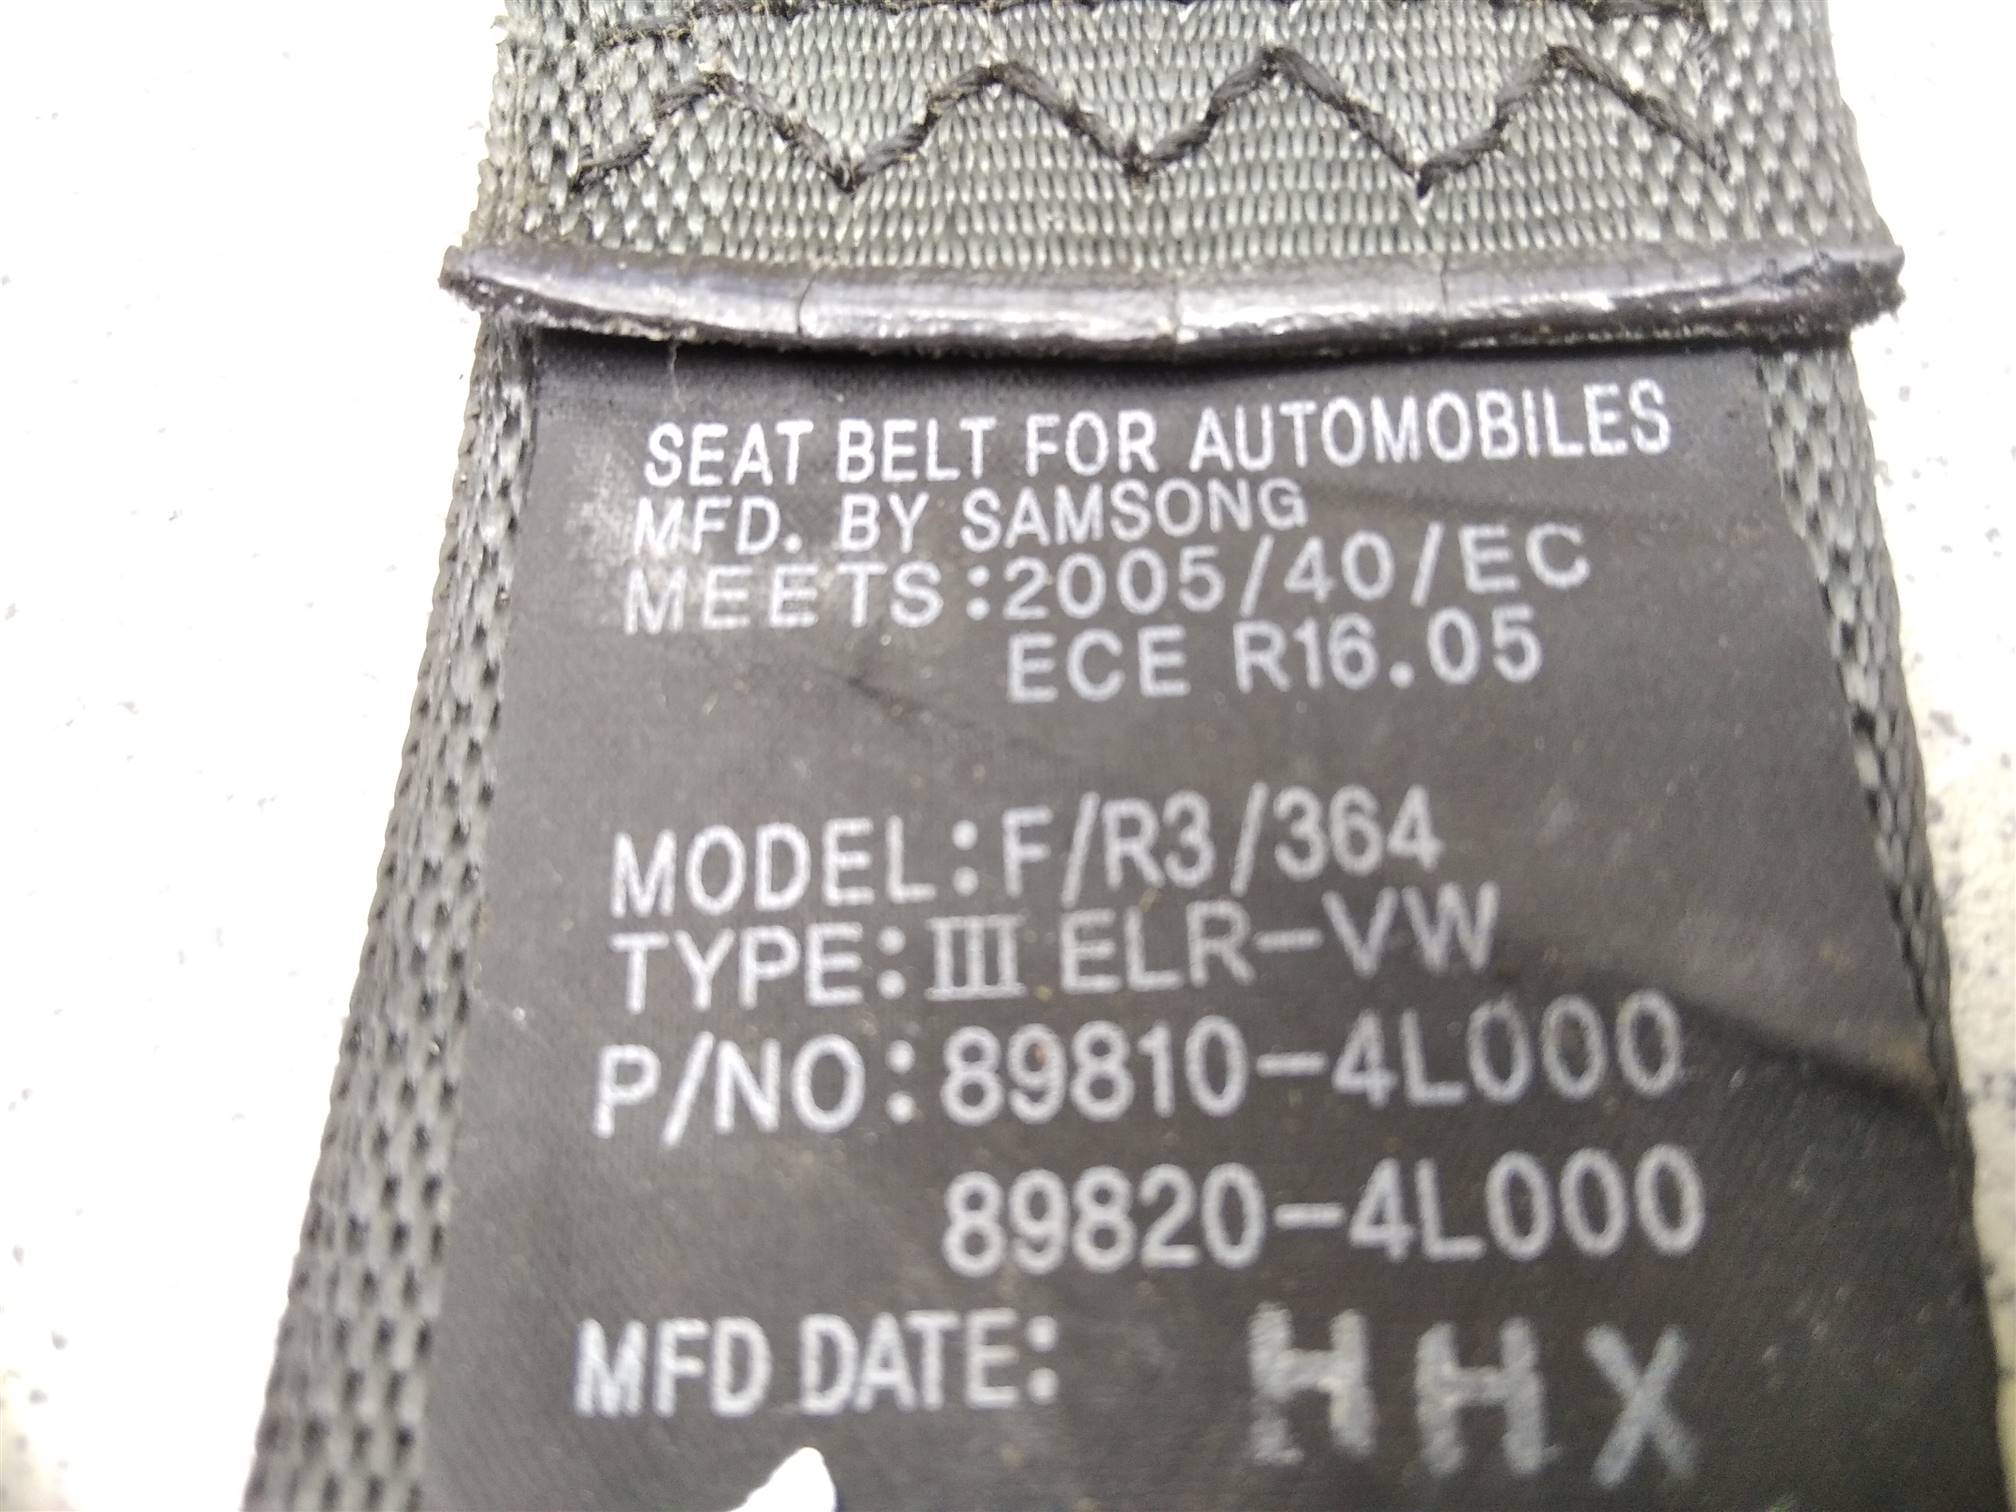 SEAT BELT FOR AUTOMOBILES
MFD. BY SAMSONG
MEETS:2005/40/EC
ECE R16.05
MODEL:F/R3/364
TYPE:Ⅲ ELR-VW
P/NO:89810-4L000
89820-4L000
MFD DATE: HHX